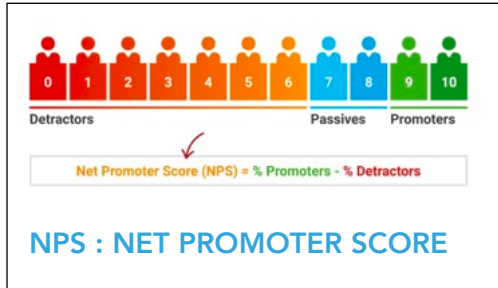 0 1 2 3 4 5 6 7 8 9 10
Detractors Passives Promoters
Net Promoter Score (NPS) = % Promoters - % Detractors
NPS : NET PROMOTER SCORE